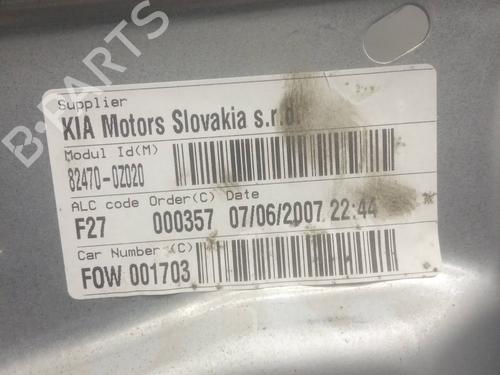 B-PARTS
Supplier
KIA Motors Slovakia s.r.o.
Modul Id(M)
82470-0Z020
ALC code Order(C) Date
F27 000357 07/06/2007 22:44
Car Number (C)
FOW 001703